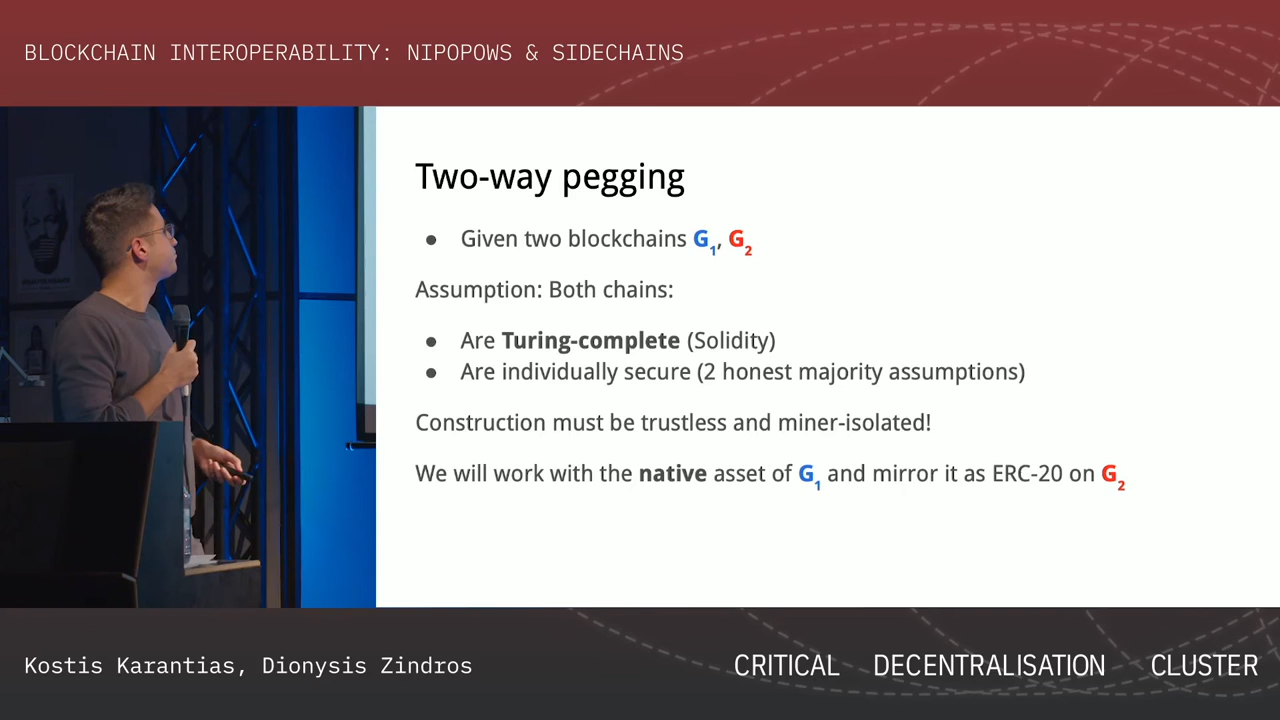 BLOCKCHAIN INTEROPERABILITY: NIPOPOWS & SIDECHAINS
Two-way pegging
● Given two blockchains G1, G2
Assumption: Both chains:
● Are Turing-complete (Solidity)
● Are individually secure (2 honest majority assumptions)
Construction must be trustless and miner-isolated!
We will work with the native asset of G1 and mirror it as ERC-20 on G2
Kostis Karantias, Dionysis Zindros
CRITICAL DECENTRALISATION CLUSTER